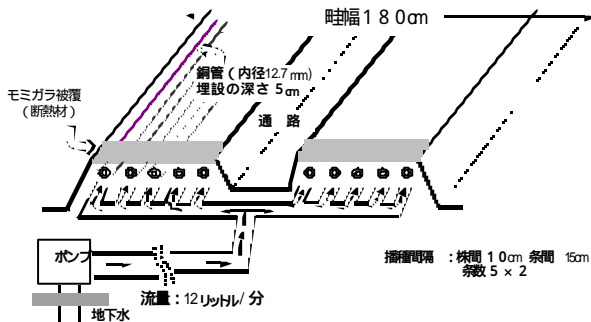 畦幅180cm
銅管(内径12.7mm)
埋設の深さ 5cm
モミガラ被覆
(断熱材)
通 路
ポンプ
播種間隔 :株間 10cm 条間 15cm
条数 5 × 2
流量:12リットル/分
地下水